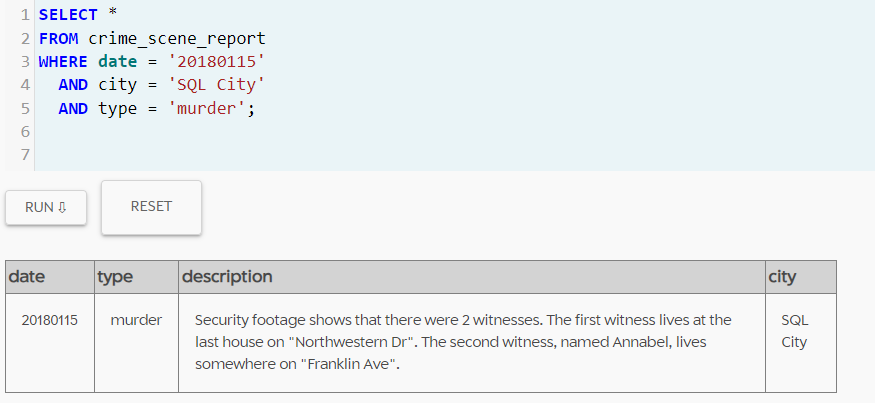 1 SELECT *
2 FROM crime_scene_report
3 WHERE date = '20180115'
4   AND city = 'SQL City'
5   AND type = 'murder';
6
7
RUN ⇩ RESET
date type description city
20180115 murder Security footage shows that there were 2 witnesses. The first witness lives at the SQL
last house on "Northwestern Dr". The second witness, named Annabel, lives City
somewhere on "Franklin Ave".